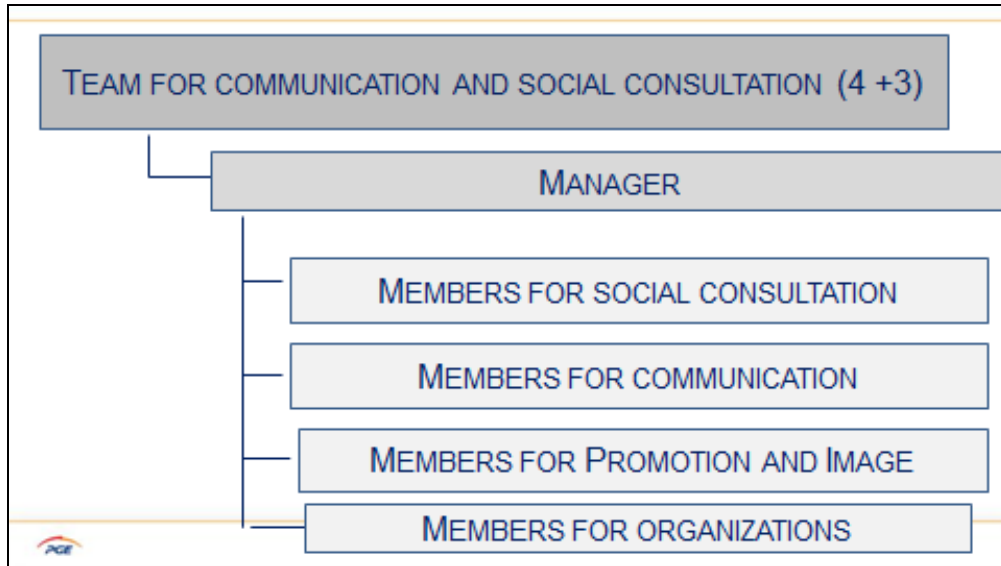 TEAM FOR COMMUNICATION AND SOCIAL CONSULTATION (4 +3)
MANAGER
MEMBERS FOR SOCIAL CONSULTATION
MEMBERS FOR COMMUNICATION
MEMBERS FOR PROMOTION AND IMAGE
MEMBERS FOR ORGANIZATIONS
PGE